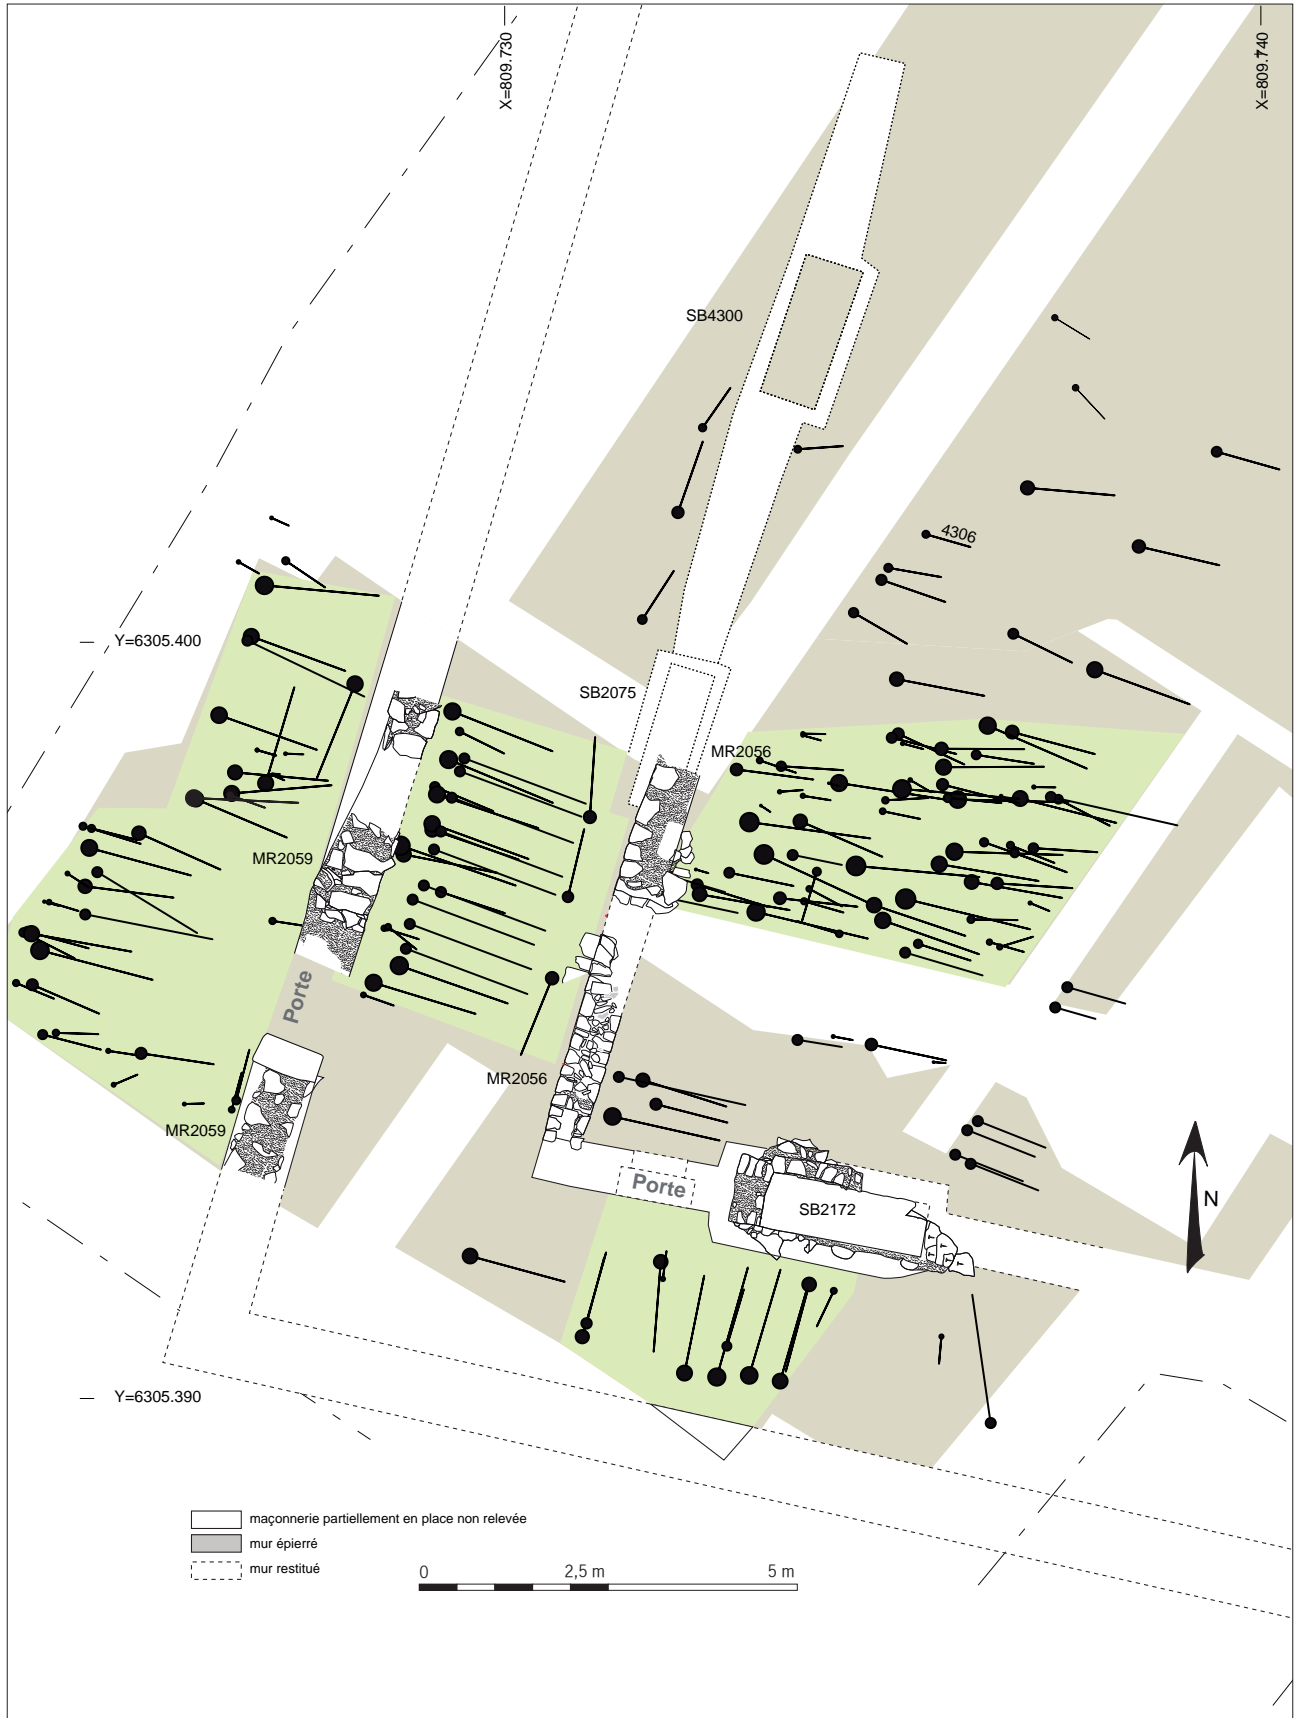 X=809.730
X=809.740
SB4300
4306
Y=6305.400
SB2075
MR2056
MR2059
Porte
MR2056
MR2059
Porte
SB2172
T
T
T
T
N
Y=6305.390
maçonnerie partiellement en place non relevée
mur épierré
mur restitué
0 2,5 m 5 m